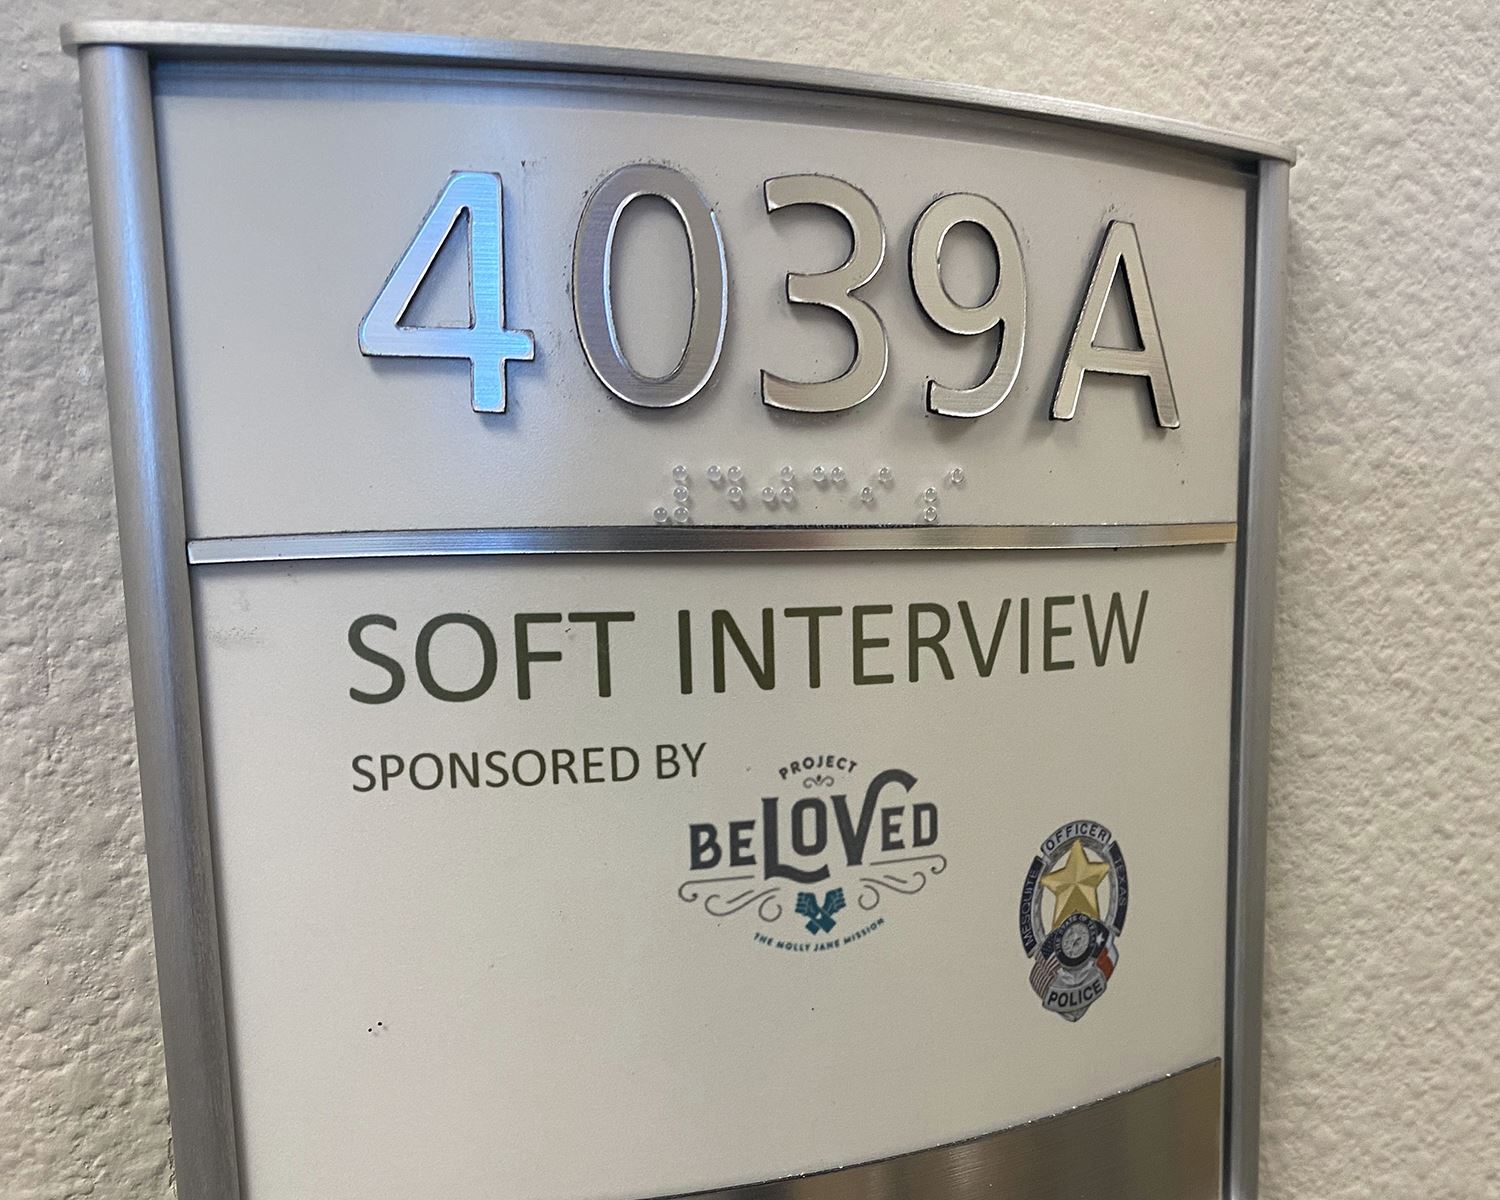 4039A
⠼⠙⠚⠉⠊⠰⠁
SOFT INTERVIEW
SPONSORED BY
PROJECT
BELOVED
THE MOLLY JANE MISSION
OFFICER
MESQUITE TEXAS
POLICE